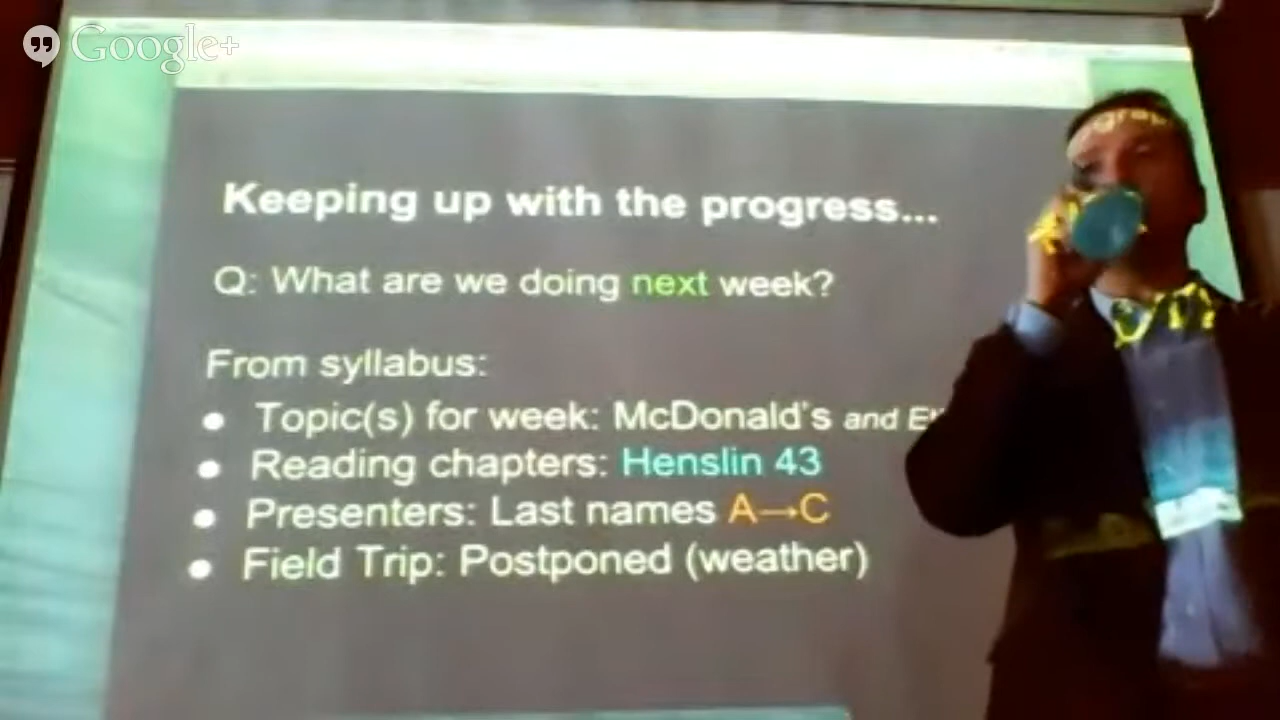 Google+
Keeping up with the progress...
Q: What are we doing next week?
From syllabus:
• Topic(s) for week: McDonald's and
• Reading chapters: Henslin 43
• Presenters: Last names A→C
• Field Trip: Postponed (weather)